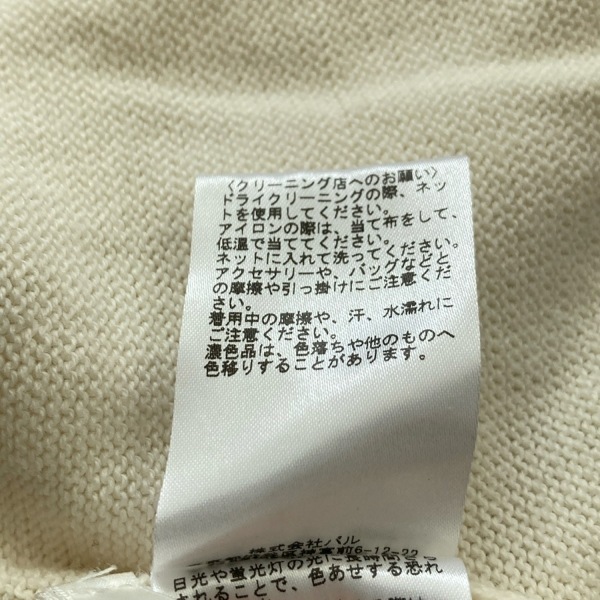 〈クリーニング店へのお願い〉
ドライクリーニングの際、ネッ
トを使用してください。
アイロンの際は、当て布をして、
低温で当ててください。
ネットに入れて洗ってください。
アクセサリーや、バッグなどと
の摩擦や引っ掛けにご注意くだ
さい。
着用中の摩擦や、汗、水濡れに
ご注意ください。
濃色品は、色落ちや他のものへ
色移りすることがあります。
株式会社パル
神宮前6-12-22
日光や蛍光灯の光に長時間さ
れることで、色あせする恐れ